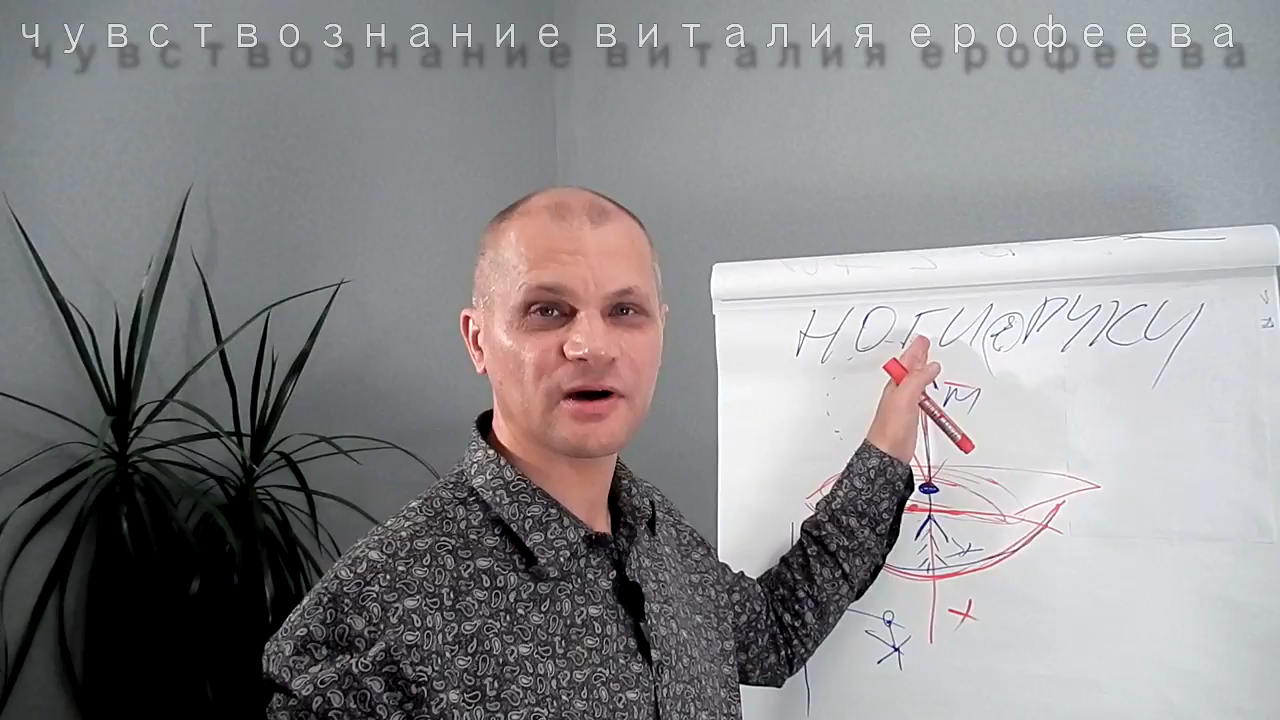 чувствознание виталия ерофеева
НОГИ (в) РУКИ
М